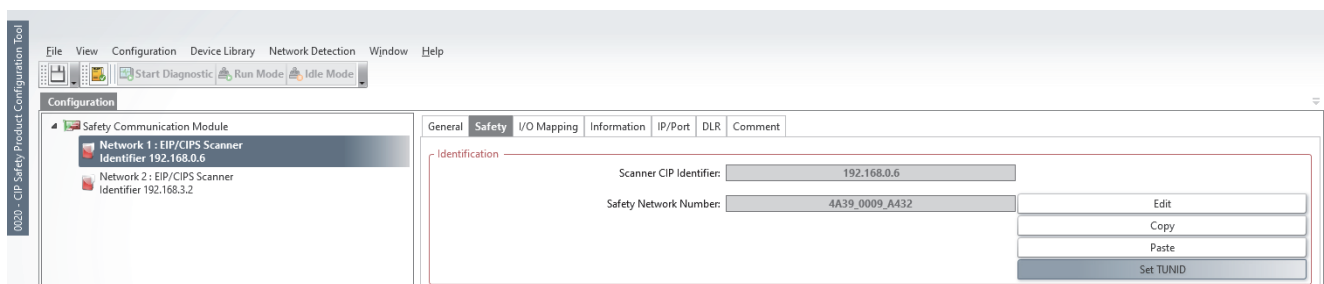 0020 - CIP Safety Product Configuration Tool
File View Configuration Device Library Network Detection Window Help
Start Diagnostic Run Mode Idle Mode
Configuration
Safety Communication Module
Network 1 : EIP/CIPS Scanner
Identifier 192.168.0.6
Network 2 : EIP/CIPS Scanner
Identifier 192.168.3.2
General Safety I/O Mapping Information IP/Port DLR Comment
Identification
Scanner CIP Identifier: 192.168.0.6
Safety Network Number: 4A39_0009_A432
Edit
Copy
Paste
Set TUNID